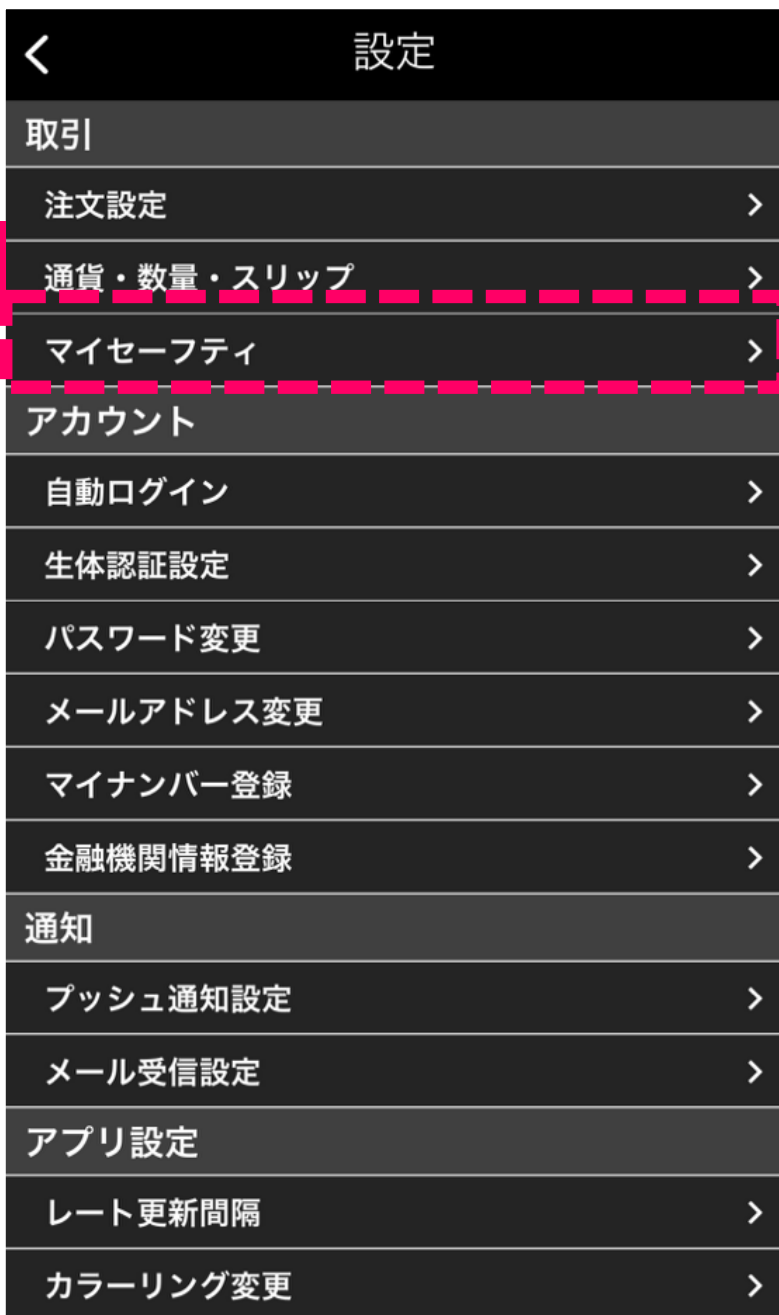 設定
取引
注文設定
通貨・数量・スリップ
マイセーフティ
アカウント
自動ログイン
生体認証設定
パスワード変更
メールアドレス変更
マイナンバー登録
金融機関情報登録
通知
プッシュ通知設定
メール受信設定
アプリ設定
レート更新間隔
カラーリング変更